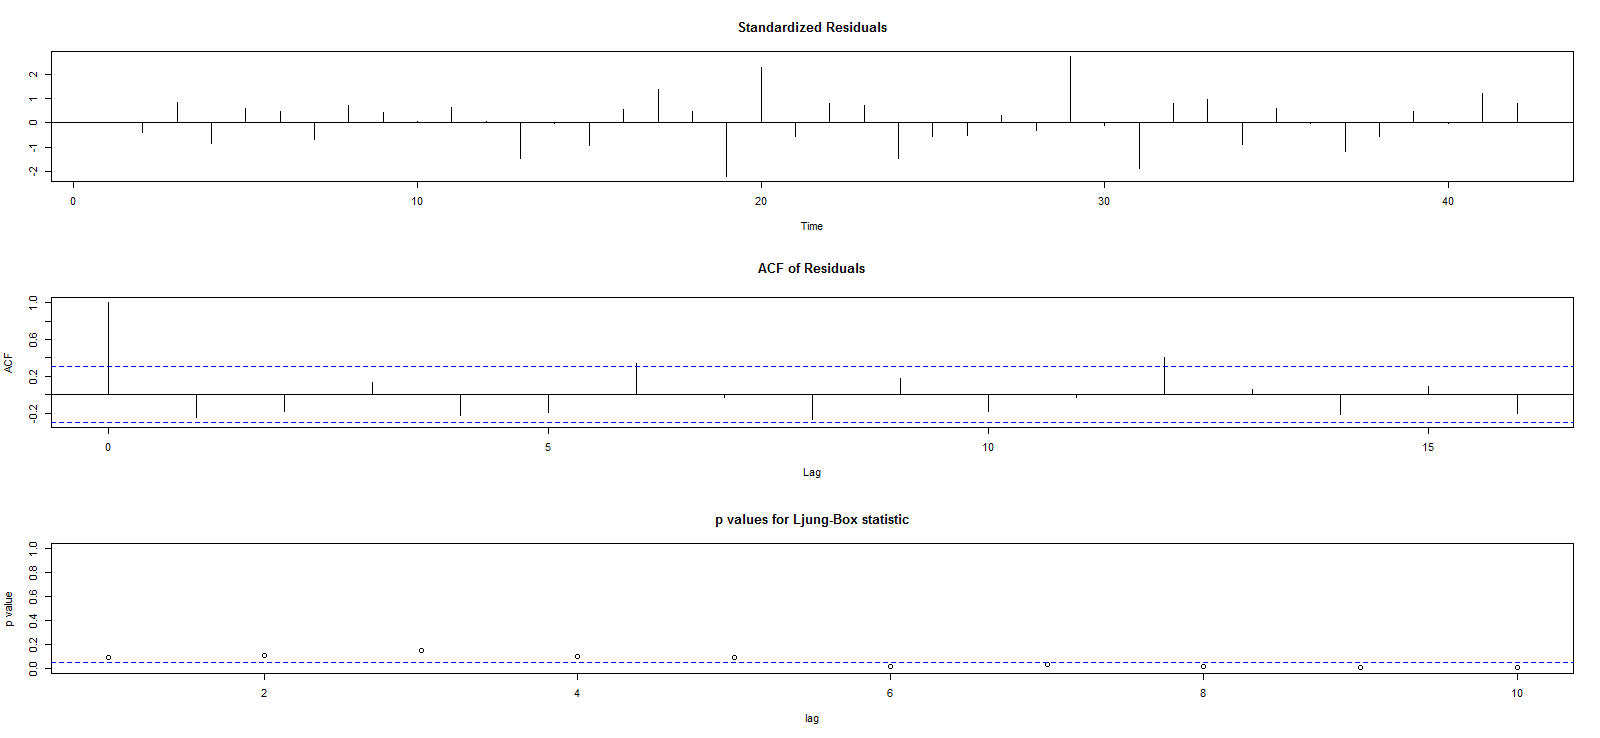 Standardized Residuals
2
1
0
-1
-2
0 10 20 30 40
Time
ACF of Residuals
1.0
0.6
0.2
-0.2
ACF
0 5 10 15
Lag
p values for Ljung-Box statistic
1.0
0.8
0.6
0.4
0.2
0.0
p value
2 4 6 8 10
lag